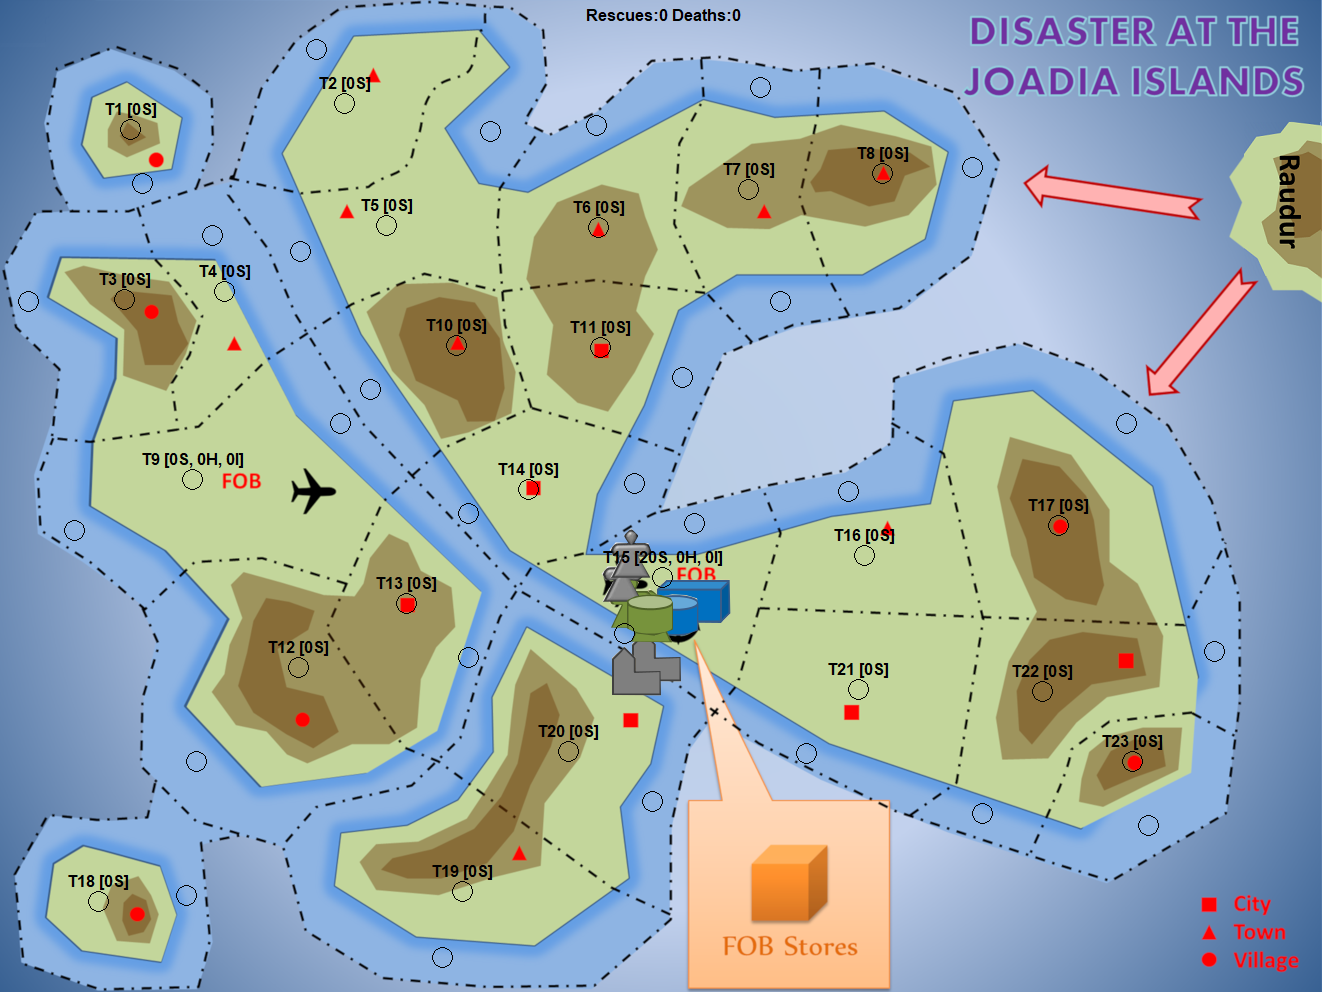 Rescues:0 Deaths:0
DISASTER AT THE
JOADIA ISLANDS
T2 [0S]
T1 [0S]
T8 [0S]
T7 [0S]
Raudur
T5 [0S]
T6 [0S]
T4 [0S]
T3 [0S]
T10 [0S]
T11 [0S]
T9 [0S, 0H, 0I]
FOB
T14 [0S]
T17 [0S]
T16 [0S]
T15 [20S, 0H, 0I]
FOB
T13 [0S]
T12 [0S]
T21 [0S]
T22 [0S]
T20 [0S]
T23 [0S]
T19 [0S]
T18 [0S]
FOB Stores
City
Town
Village